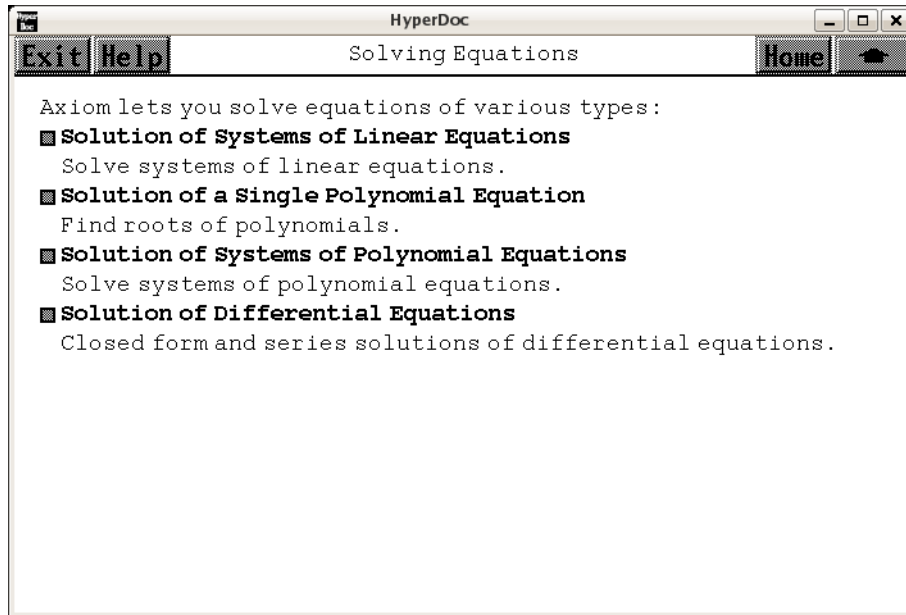 Hyper Doc
HyperDoc
Exit Help Solving Equations Home
Axiom lets you solve equations of various types:
Solution of Systems of Linear Equations
Solve systems of linear equations.
Solution of a Single Polynomial Equation
Find roots of polynomials.
Solution of Systems of Polynomial Equations
Solve systems of polynomial equations.
Solution of Differential Equations
Closed form and series solutions of differential equations.